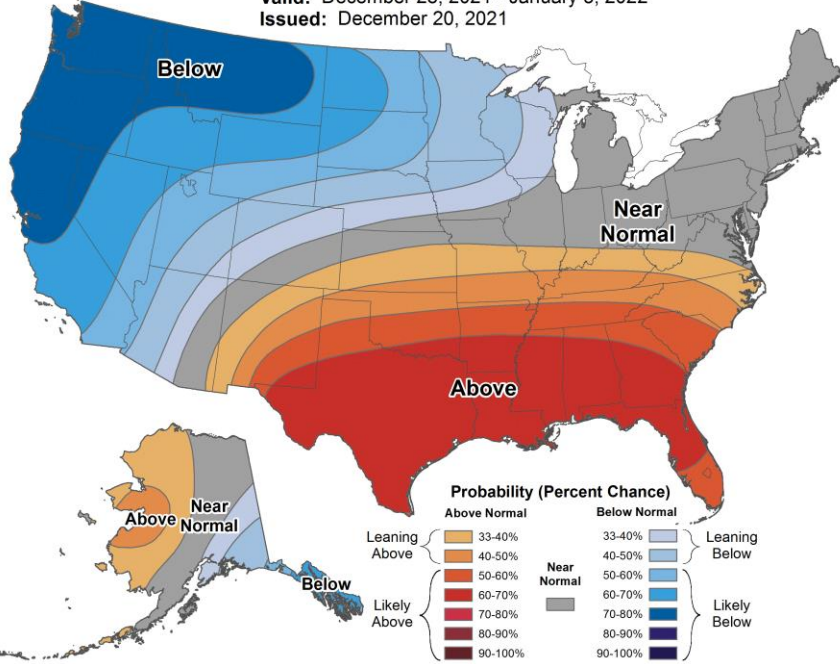 Issued: December 20, 2021
Below
Near
Normal
Above
Above
Near
Normal
Below
Probability (Percent Chance)
Above Normal
Below Normal
Leaning
Above
33-40%
40-50%
Likely
Above
50-60%
60-70%
70-80%
80-90%
90-100%
Near
Normal
33-40%
40-50%
Leaning
Below
50-60%
60-70%
70-80%
80-90%
90-100%
Likely
Below